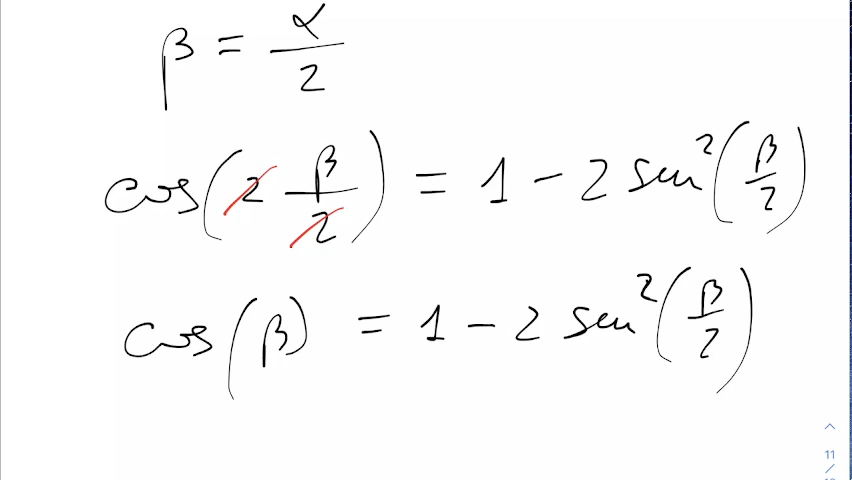 β = α/2
cos(2 β/2) = 1 - 2 sen²(β/2)
cos(β) = 1 - 2 sen²(β/2)
11
/